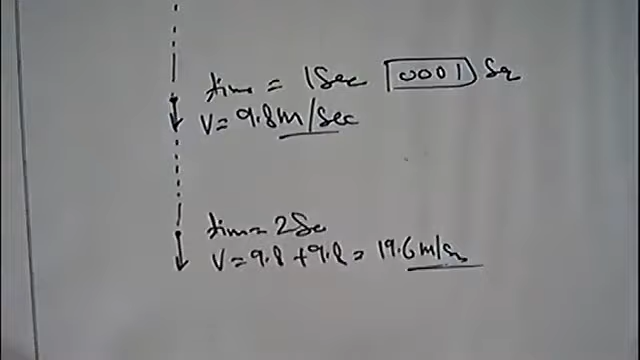 time = 1Sec 0001 Sec
V = 9.8m/Sec
time = 2Sec
V = 9.8 + 9.8 = 19.6m/Sec